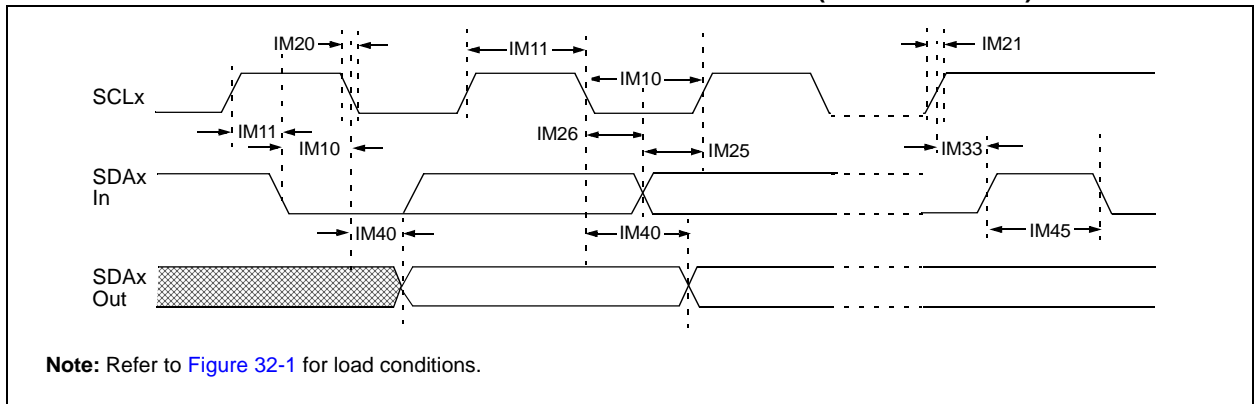 IM20
IM11
IM21
IM10
SCLx
IM11
IM26
IM10
IM25
IM33
SDAx
In
IM40
IM40
IM45
SDAx
Out
Note: Refer to Figure 32-1 for load conditions.